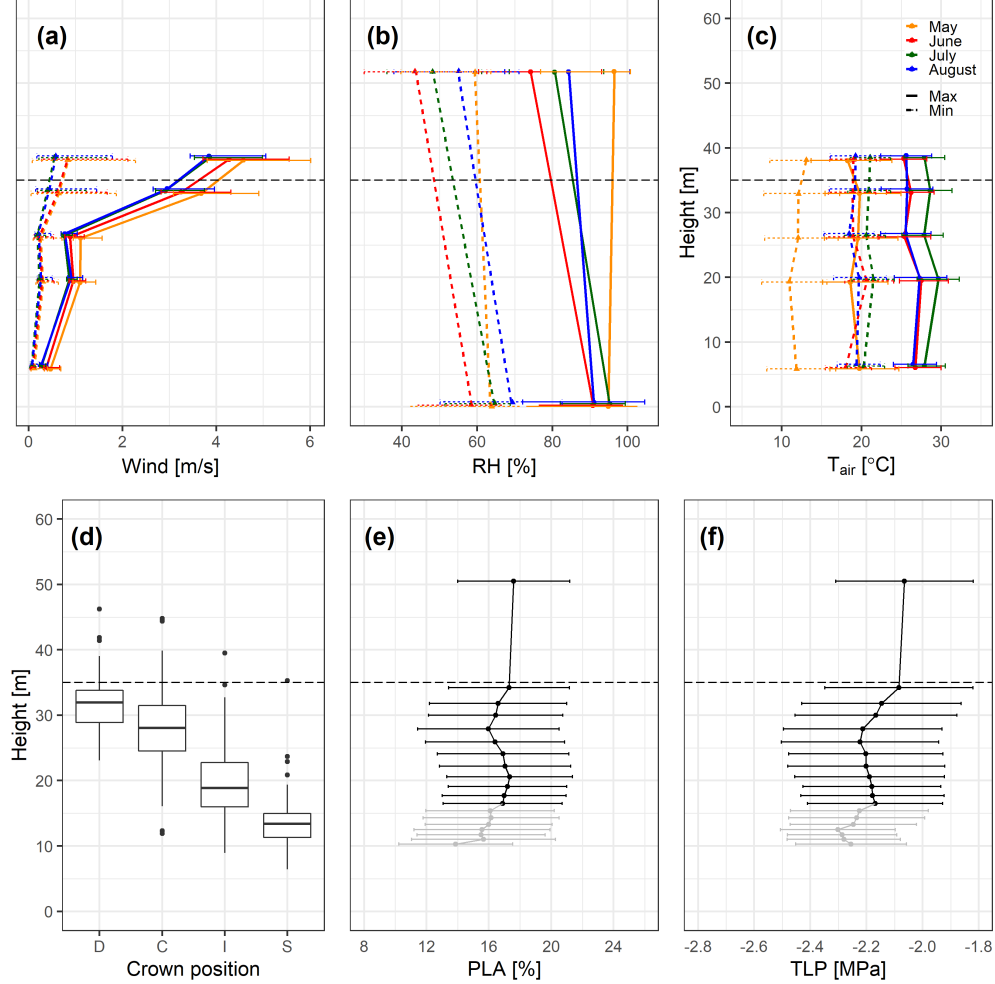 (a)
(b)
(c)
May
June
July
August
Max
Min
Height [m]
60
50
40
30
20
10
0
0 2 4 6
40 60 80 100
10 20 30
Wind [m/s]
RH [%]
Tair [°C]
(d)
(e)
(f)
Height [m]
60
50
40
30
20
10
0
D C I S
8 12 16 20 24
-2.8 -2.6 -2.4 -2.2 -2.0 -1.8
Crown position
PLA [%]
TLP [MPa]